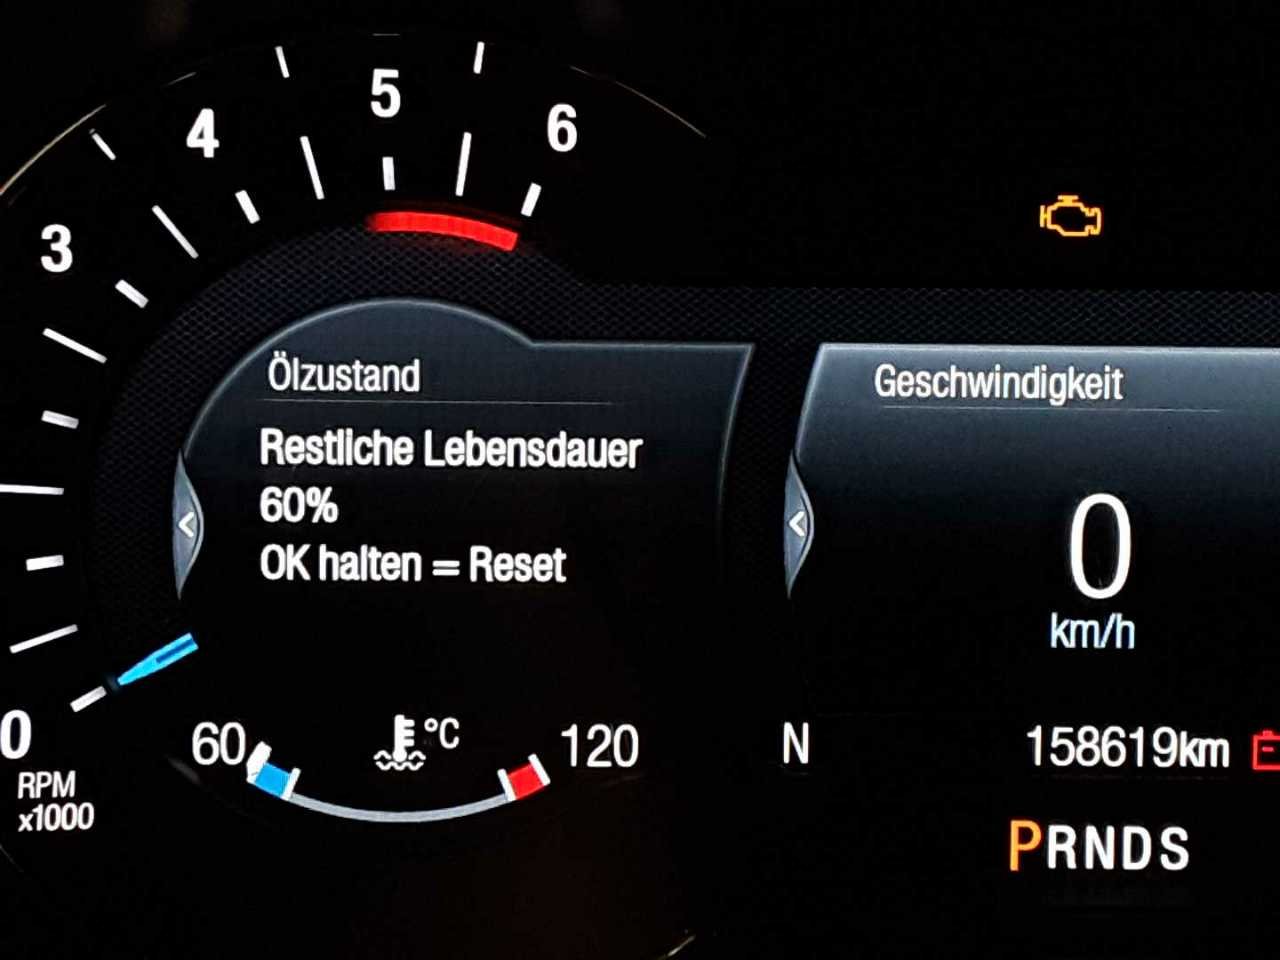 3
4
5
6
Ölzustand
Restliche Lebensdauer
60%
OK halten = Reset
Geschwindigkeit
0
km/h
0
RPM
x1000
60
°C
120
N
158619km
PRNDS